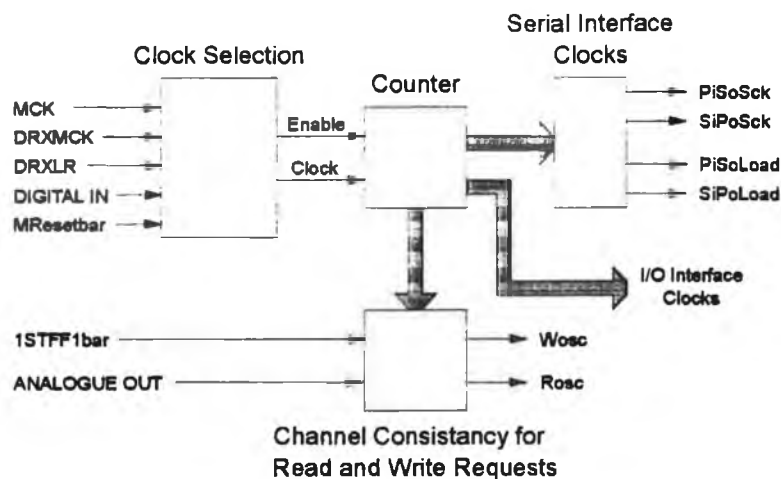 Serial Interface
Clocks
Clock Selection
Counter
MCK
DRXMCK
DRXLR
DIGITAL IN
MResetbar
Enable
Clock
PiSoSck
SiPoSck
PiSoLoad
SiPoLoad
I/O Interface
Clocks
1STFF1bar
ANALOGUE OUT
Wosc
Rosc
Channel Consistancy for
Read and Write Requests